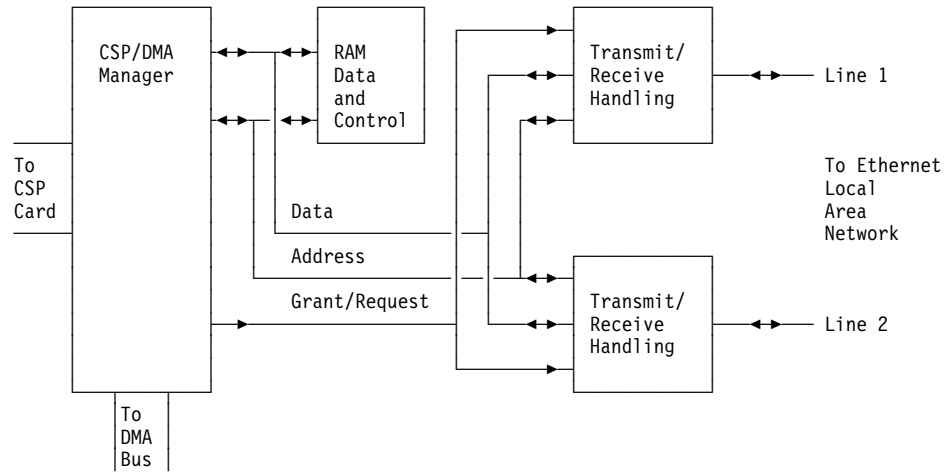 CSP/DMA
Manager
RAM
Data
and
Control
Transmit/
Receive
Handling
Line 1
To
CSP
Card
To Ethernet
Local
Area
Network
Data
Address
Grant/Request
Transmit/
Receive
Handling
Line 2
To
DMA
Bus